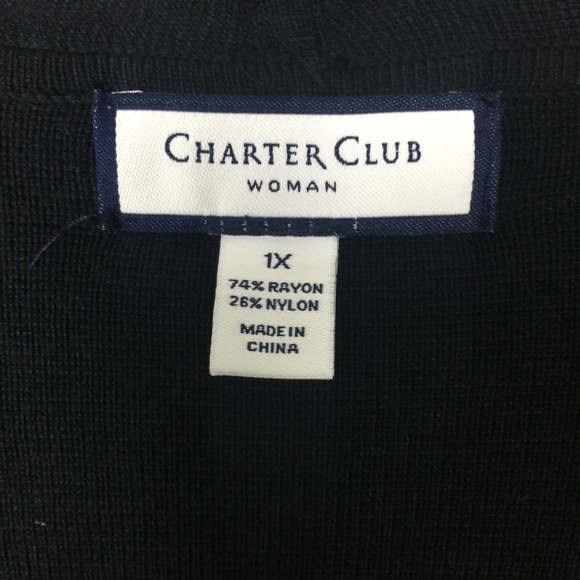 CHARTER CLUB
WOMAN
1X
74% RAYON
26% NYLON
MADE IN
CHINA